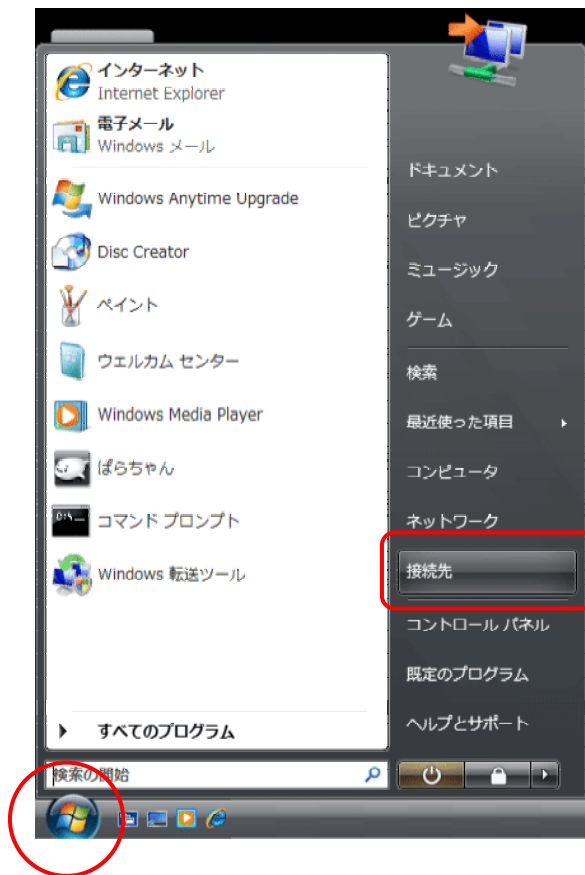 インターネット
Internet Explorer
電子メール
Windows メール
Windows Anytime Upgrade
Disc Creator
ペイント
ウェルカム センター
Windows Media Player
ぱらちゃん
コマンド プロンプト
Windows 転送ツール
すべてのプログラム
検索の開始
ドキュメント
ピクチャ
ミュージック
ゲーム
検索
最近使った項目
コンピュータ
ネットワーク
接続先
コントロール パネル
既定のプログラム
ヘルプとサポート